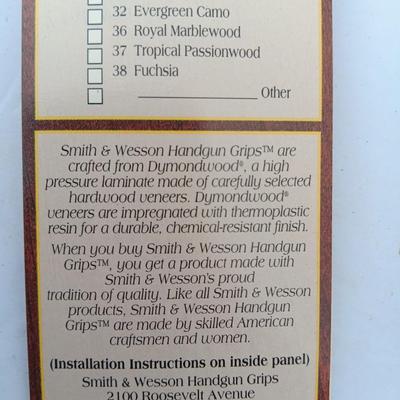 32 Evergreen Camo
36 Royal Marblewood
37 Tropical Passionwood
38 Fuchsia
____________________ Other
Smith & Wesson Handgun Grips™ are
crafted from Dymondwood®, a high
pressure laminate made of carefully selected
hardwood veneers. Dymondwood®
veneers are impregnated with thermoplastic
resin for a durable, chemical-resistant finish.
When you buy Smith & Wesson Handgun
Grips™, you get a product made with
Smith & Wesson's proud
tradition of quality. Like all Smith & Wesson
products, Smith & Wesson Handgun
Grips™ are made by skilled American
craftsmen and women.
(Installation Instructions on inside panel)
Smith & Wesson Handgun Grips
2100 Roosevelt Avenue